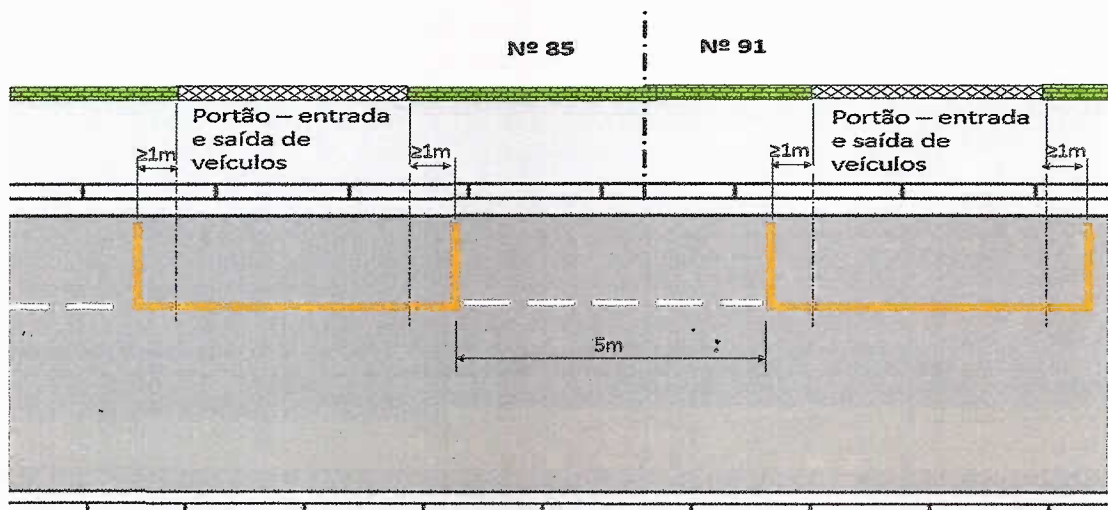 Nº 85
Nº 91
Portão – entrada
e saída de
veículos
Portão – entrada
e saída de
veículos
≥1m
≥1m
≥1m
≥1m
5m